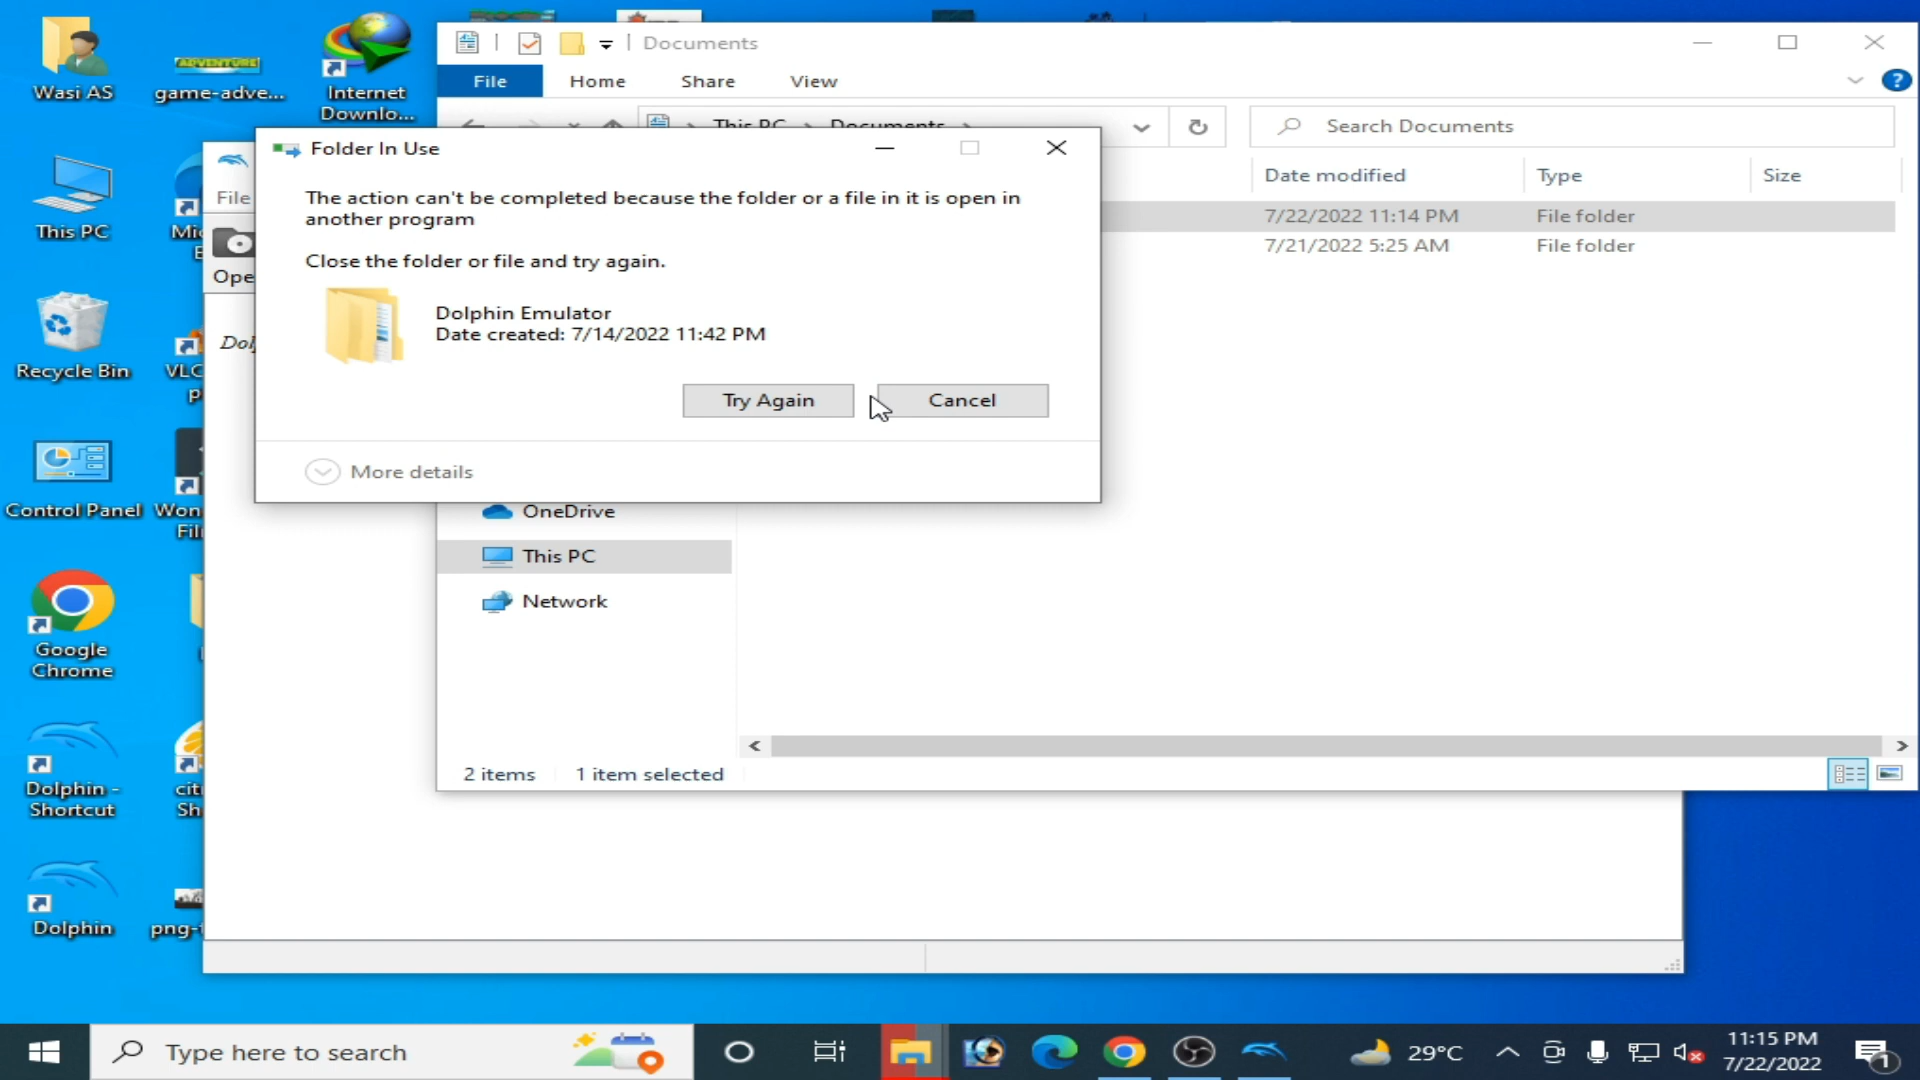 Wasi AS
ADVENTURE
game-adve...
Internet
Downlo...
This PC
Recycle Bin
Control Panel
Google
Chrome
Dolphin -
Shortcut
Dolphin
Documents
File
Home
Share
View
This PC
Documents
Search Documents
Date modified
Type
Size
7/22/2022 11:14 PM
File folder
7/21/2022 5:25 AM
File folder
File
Ope
Dol
Folder In Use
The action can't be completed because the folder or a file in it is open in
another program
Close the folder or file and try again.
Dolphin Emulator
Date created: 7/14/2022 11:42 PM
Try Again
Cancel
More details
OneDrive
This PC
Network
2 items
1 item selected
Type here to search
29°C
11:15 PM
7/22/2022
1